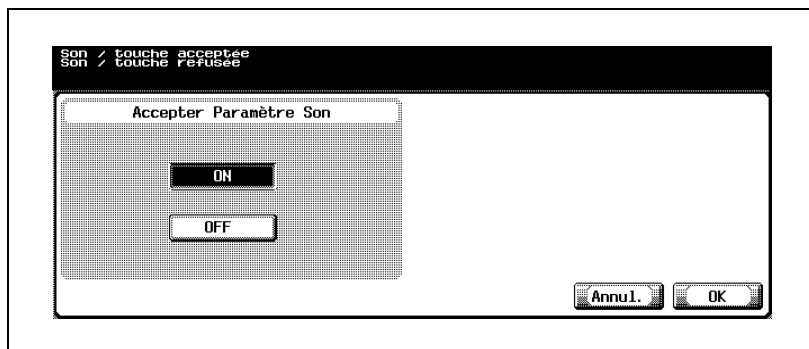 Son / touche acceptée
Son / touche refusée
Accepter Paramètre Son
ON
OFF
Annul.
OK